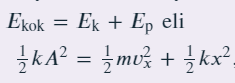 E_kok = E_k + E_p eli
½kA² = ½mv_x² + ½kx²,